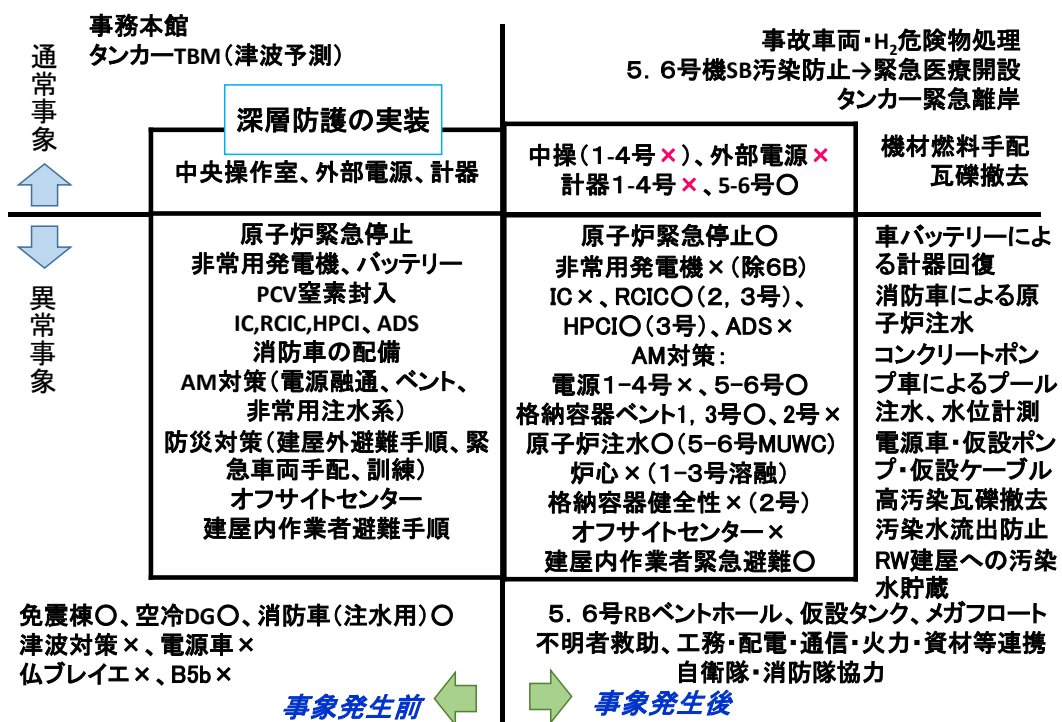 事務本館
タンカーTBM(津波予測)
通常事象
深層防護の実装
中央操作室、外部電源、計器
事故車両・H2危険物処理
5. 6号機SB汚染防止→緊急医療開設
タンカー緊急離岸
中操(1-4号×)、外部電源×
計器1-4号×、5-6号〇
機材燃料手配
瓦礫撤去
異常事象
原子炉緊急停止
非常用発電機、バッテリー
PCV窒素封入
IC,RCIC,HPCI、ADS
消防車の配備
AM対策(電源融通、ベント、
非常用注水系)
防災対策(建屋外避難手順、緊
急車両手配、訓練)
オフサイトセンター
建屋内作業者避難手順
原子炉緊急停止〇
非常用発電機×(除6B)
IC×、RCIC〇(2, 3号)、
HPCI〇(3号)、ADS×
AM対策:
電源1-4号×、5-6号〇
格納容器ベント1, 3号〇、2号×
原子炉注水〇(5-6号MUWC)
炉心×(1-3号溶融)
格納容器健全性×(2号)
オフサイトセンター×
建屋内作業者緊急避難〇
車バッテリーによ
る計器回復
消防車による原
子炉注水
コンクリートポン
プ車によるプール
注水、水位計測
電源車・仮設ポン
プ・仮設ケーブル
高汚染瓦礫撤去
汚染水流出防止
RW建屋への汚染
水貯蔵
免震棟〇、空冷DG〇、消防車(注水用)〇
津波対策×、電源車×
仏ブレイエ×、B5b×
事象発生前
5. 6号RBベントホール、仮設タンク、メガフロート
不明者救助、工務・配電・通信・火力・資材等連携
自衛隊・消防隊協力
事象発生後